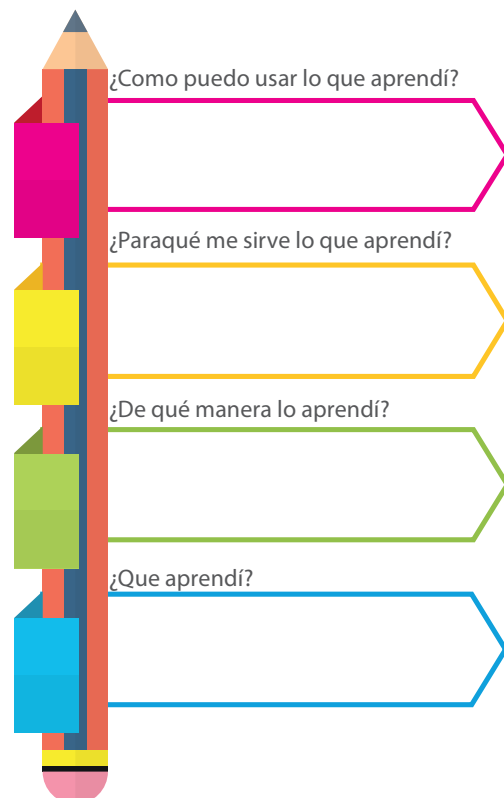 ¿Como puedo usar lo que aprendí?
¿Paraqué me sirve lo que aprendí?
¿De qué manera lo aprendí?
¿Que aprendí?